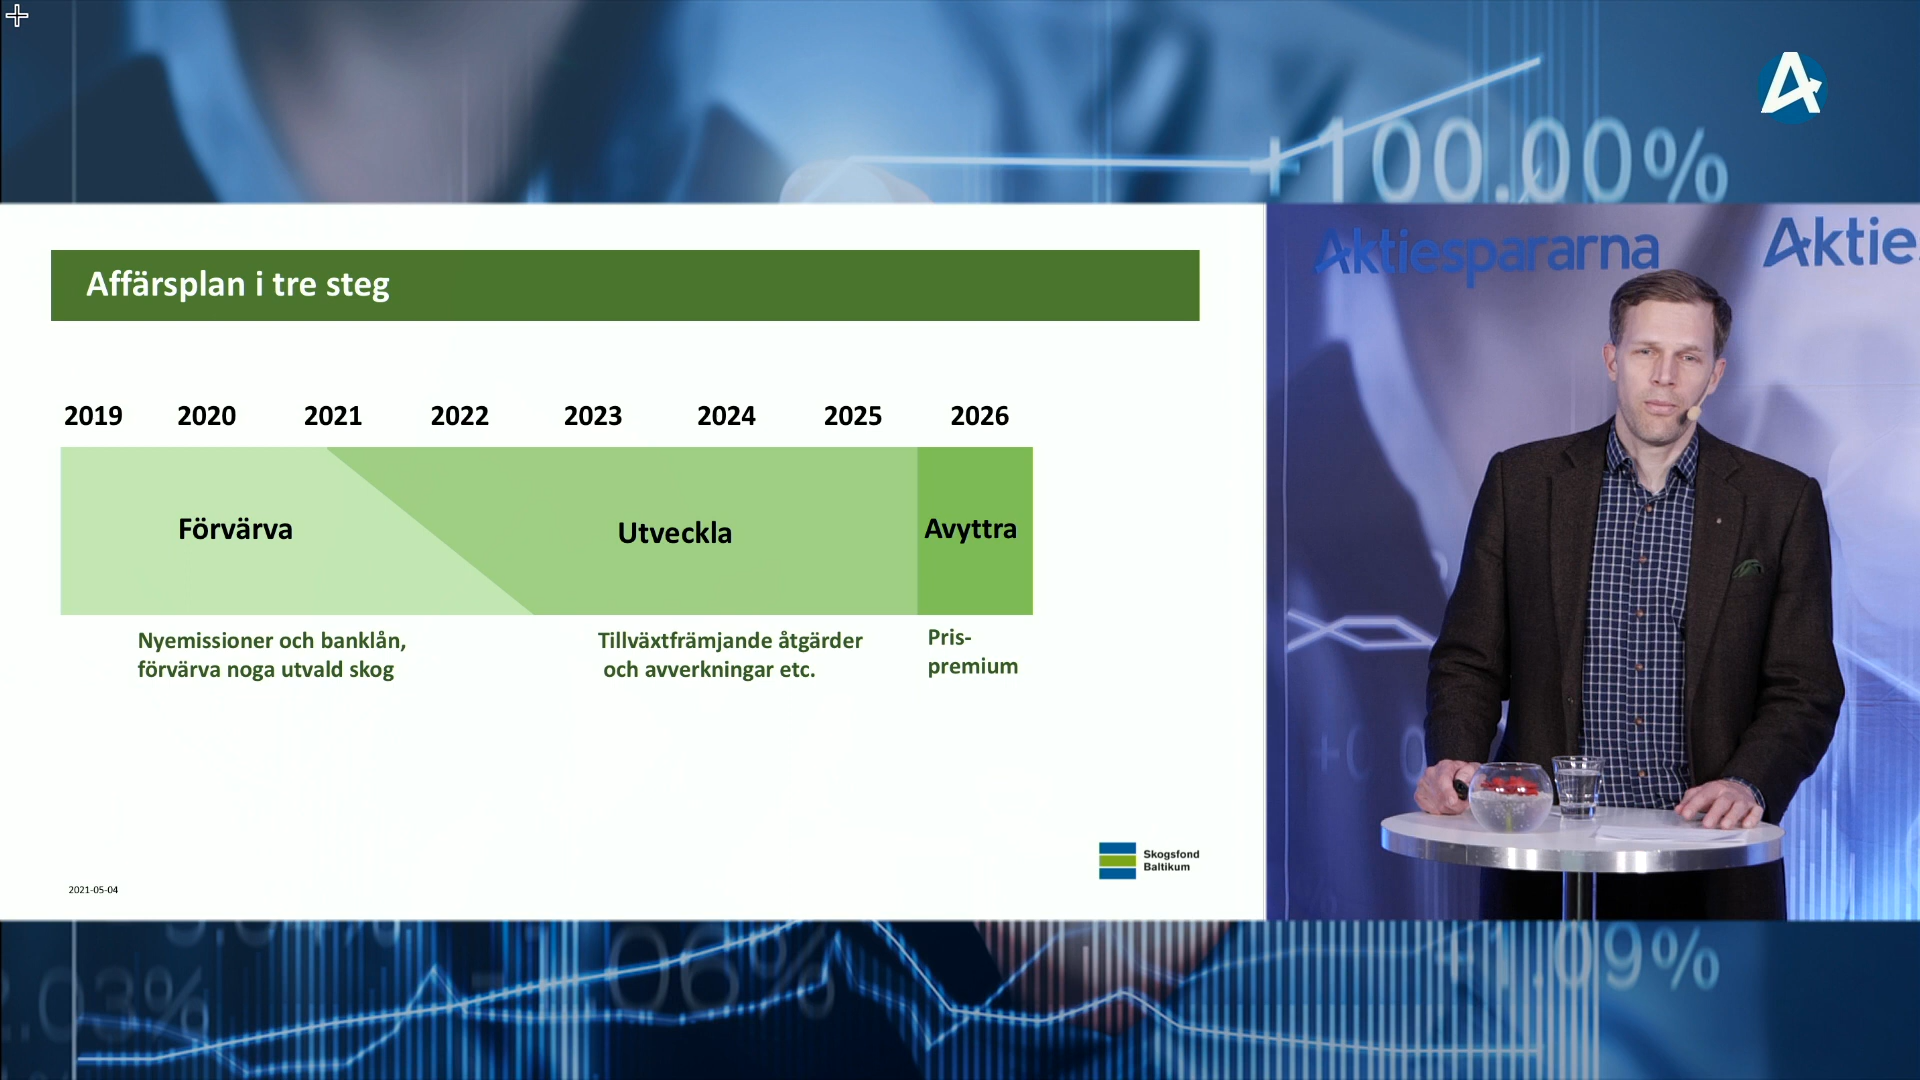 +100.00%
Aktiespararna
Aktie
Affärsplan i tre steg
2019 2020 2021 2022 2023 2024 2025 2026
Förvärva
Utveckla
Avyttra
Nyemissioner och banklån,
förvärva noga utvald skog
Tillväxtfrämjande åtgärder
och avverkningar etc.
Pris-
premium
Skogsfond
Baltikum
2021-05-04
+1.09%